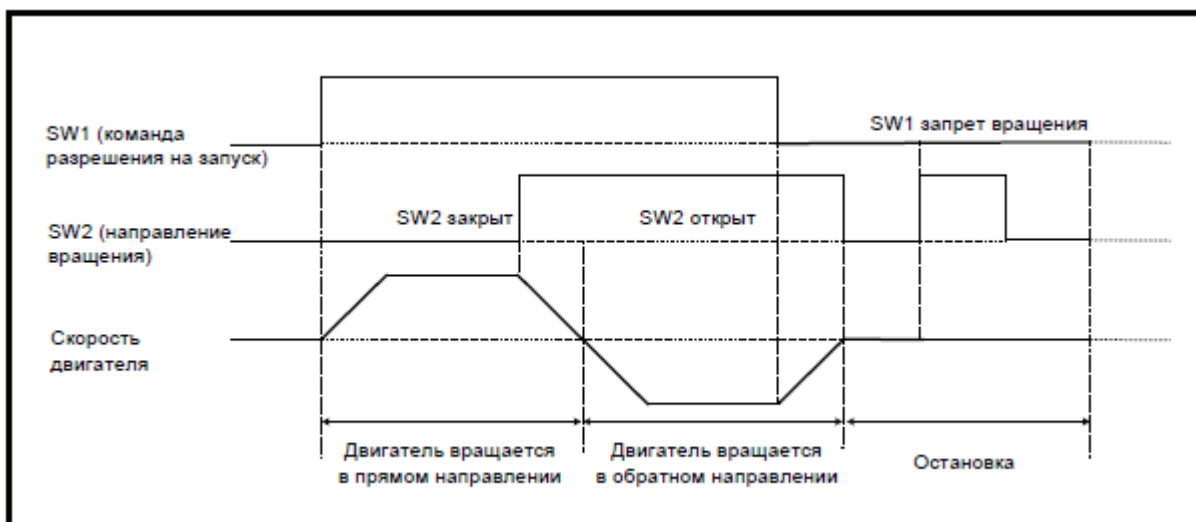 SW1 (команда
разрешения на запуск)
SW1 запрет вращения
SW2 закрыт
SW2 открыт
SW2 (направление
вращения)
Скорость
двигателя
Двигатель вращается
в прямом направлении
Двигатель вращается
в обратном направлении
Остановка